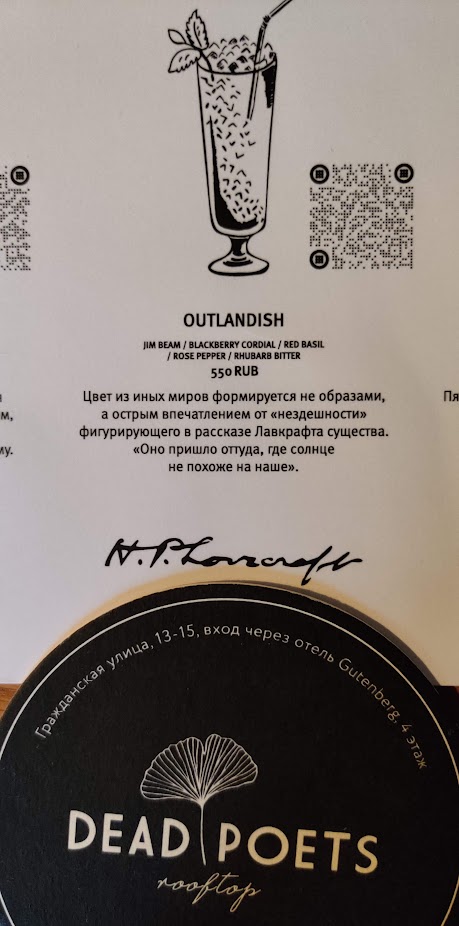 OUTLANDISH
JIM BEAM / BLACKBERRY CORDIAL / RED BASIL
/ ROSE PEPPER / RHUBARB BITTER
550 RUB
Цвет из иных миров формируется не образами,
а острым впечатлением от «нездешности»
фигурирующего в рассказе Лавкрафта существа.
«Оно пришло оттуда, где солнце
не похоже на наше».
Пя
м,
му.
H.P. Lovecraft
Гражданская улица, 13-15, вход через отель Gutenberg, 4 этаж
DEAD POETS
rooftop